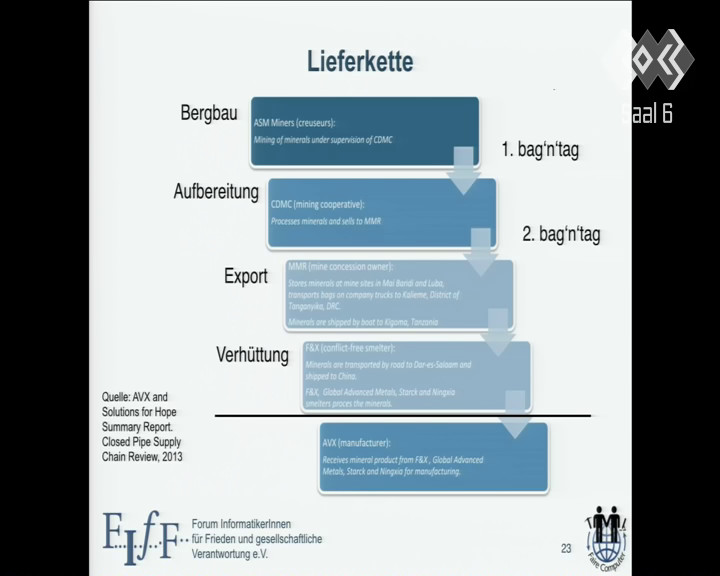 Saal 6
Lieferkette
Bergbau
ASM Miners (creuseurs):
Mining of minerals under supervision of CDMC
1. bag‘n‘tag
Aufbereitung
CDMC (mining cooperative):
Processes minerals and sells to MMR
2. bag‘n‘tag
Export
MMR (mine concession owner):
Stores minerals at mine sites in Mai Baridi and Luba,
transports bags on company trucks to Kalieme, District of
Tanganyika, DRC.
Minerals are shipped by boat to Kigoma, Tanzania
Verhüttung
F&X (conflict-free smelter):
Minerals are transported by road to Dar-es-Salaam and
shipped to China.
F&X, Global Advanced Metals, Starck and Ningxia
smelters proces the minerals.
Quelle: AVX and
Solutions for Hope
Summary Report.
Closed Pipe Supply
Chain Review, 2013
AVX (manufacturer):
Receives mineral product from F&X , Global Advanced
Metals, Starck and Ningxia for manufacturing.
FIfF
Forum InformatikerInnen
für Frieden und gesellschaftliche
Verantwortung e.V.
23
Faire Computer